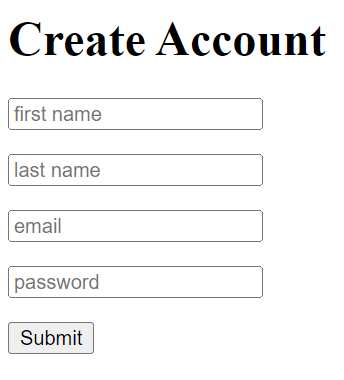 Create Account
first name
last name
email
password
Submit